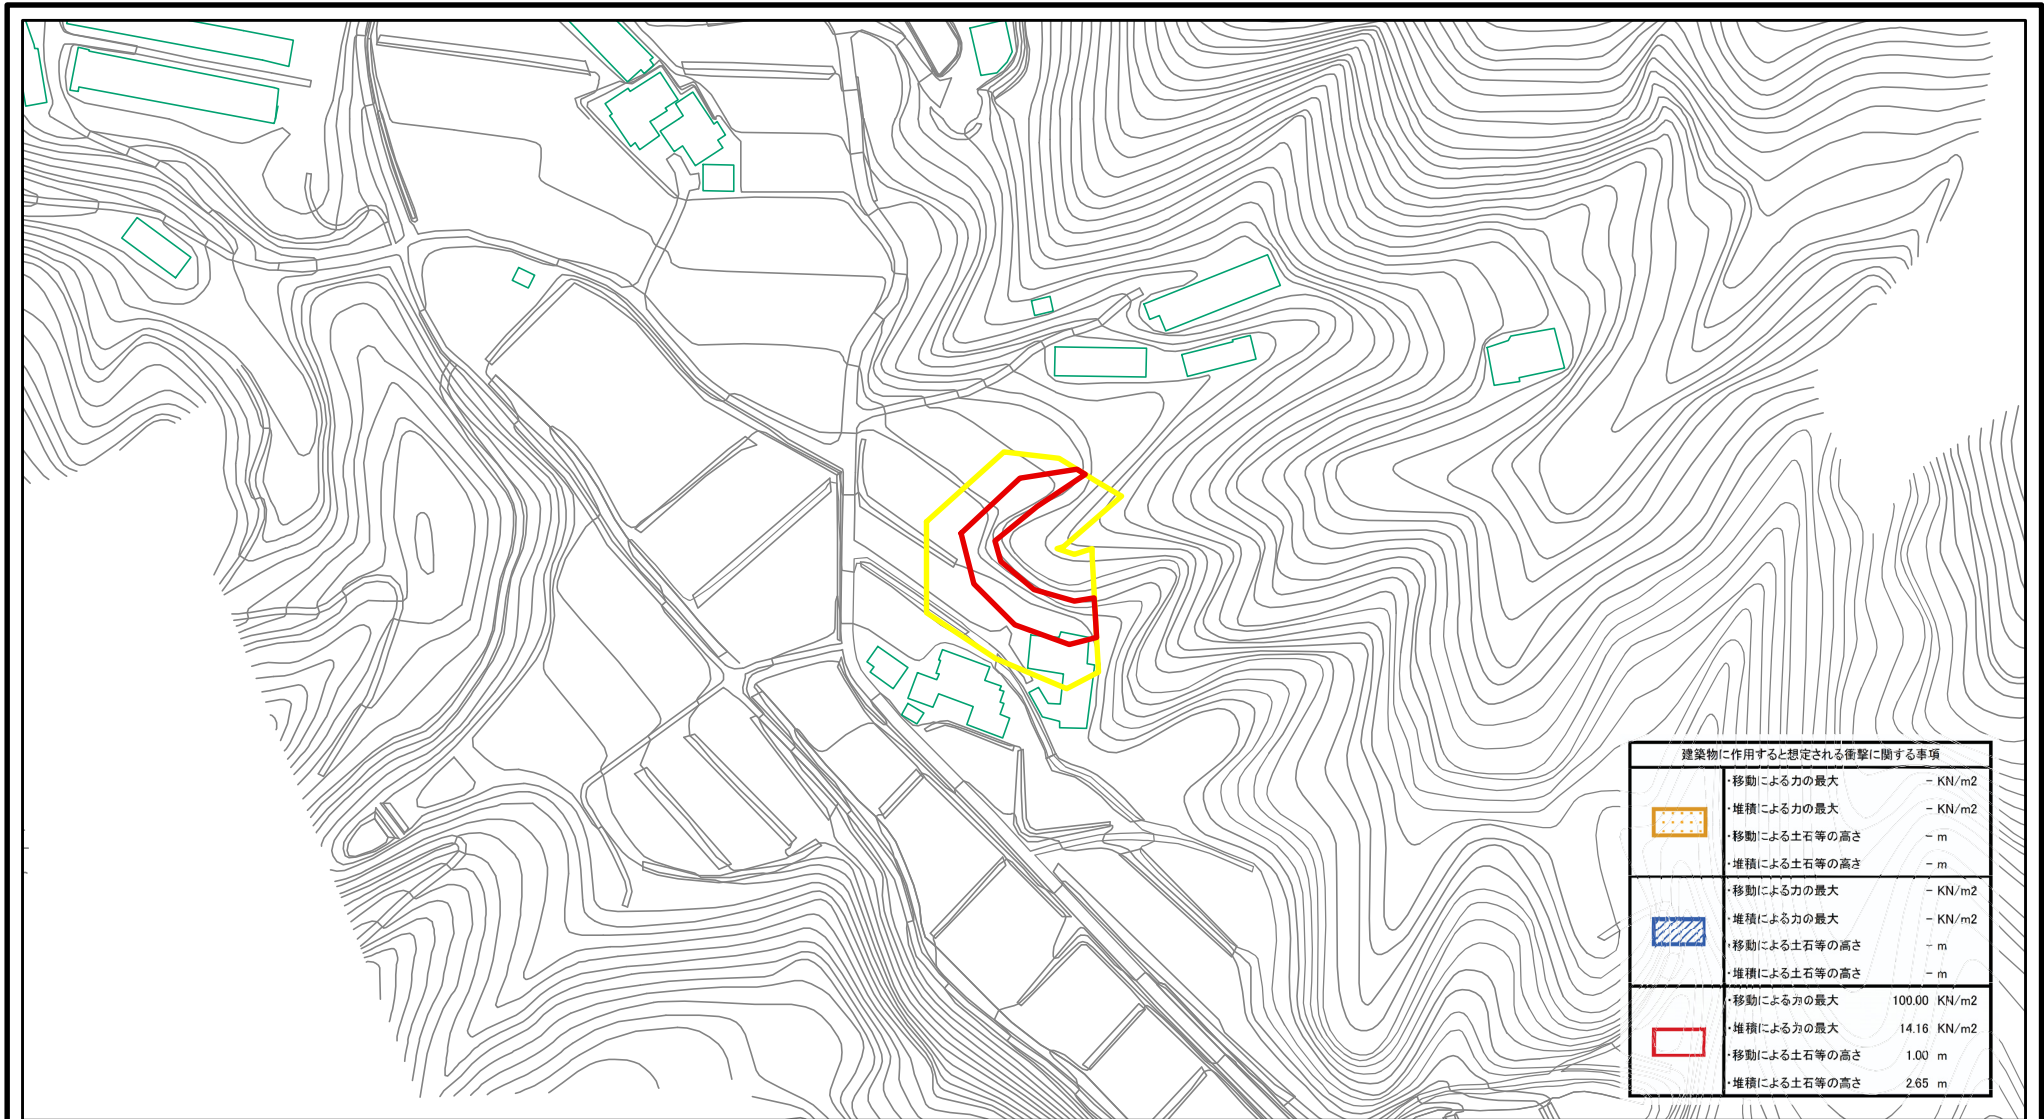 建築物に作用すると想定される衝撃に関する事項
・移動による力の最大 - KN/m2
・堆積による力の最大 - KN/m2
・移動による土石等の高さ - m
・堆積による土石等の高さ - m
・移動による力の最大 - KN/m2
・堆積による力の最大 - KN/m2
・移動による土石等の高さ - m
・堆積による土石等の高さ - m
・移動による力の最大 100.00 KN/m2
・堆積による力の最大 14.16 KN/m2
・移動による土石等の高さ 1.00 m
・堆積による土石等の高さ 2.65 m